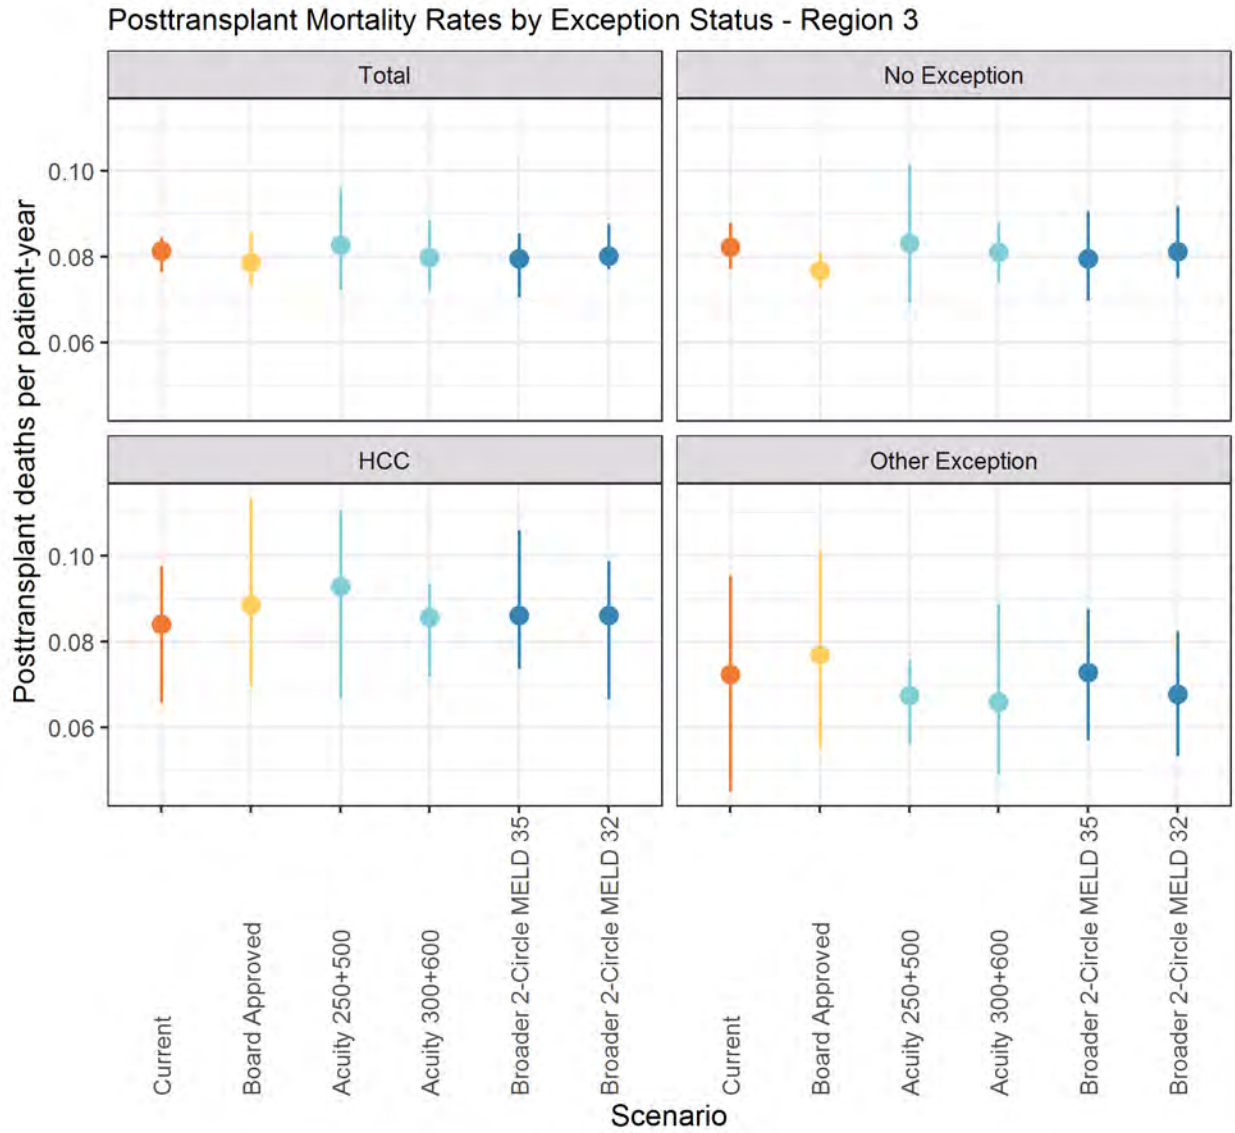 Posttransplant Mortality Rates by Exception Status - Region 3
Total
No Exception
Posttransplant deaths per patient-year
0.10
0.08
0.06
HCC
Other Exception
0.10
0.08
0.06
Current
Board Approved
Acuity 250+500
Acuity 300+600
Broader 2-Circle MELD 35
Broader 2-Circle MELD 32
Current
Board Approved
Acuity 250+500
Acuity 300+600
Broader 2-Circle MELD 35
Broader 2-Circle MELD 32
Scenario